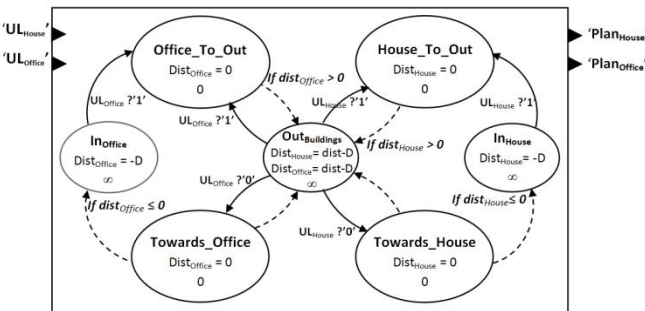 ‘UL_House’
‘UL_Office’
‘Plan_House’
‘Plan_Office’
Office_To_Out
Dist_Office = 0
0
House_To_Out
Dist_House = 0
0
If dist_Office > 0
UL_House ?’1’
UL_Office ?’1’
UL_Office ?’1’
UL_House ?’1’
If dist_House > 0
In_Office
Dist_Office = -D
∞
Out_Buildings
Dist_House= dist-D
Dist_Office= dist-D
∞
In_House
Dist_House = -D
∞
UL_Office ?’0’
If dist_Office ≤ 0
If dist_House≤ 0
UL_House ?’0’
Towards_Office
Dist_Office = 0
0
Towards_House
Dist_House = 0
0